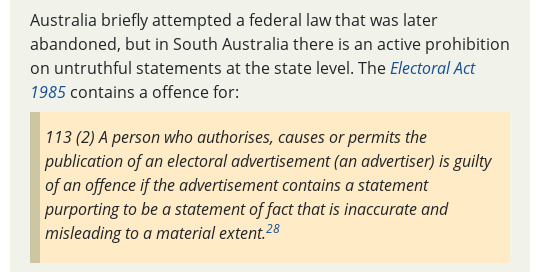 Australia briefly attempted a federal law that was later
abandoned, but in South Australia there is an active prohibition
on untruthful statements at the state level. The Electoral Act
1985 contains a offence for:
113 (2) A person who authorises, causes or permits the
publication of an electoral advertisement (an advertiser) is guilty
of an offence if the advertisement contains a statement
purporting to be a statement of fact that is inaccurate and
misleading to a material extent.28